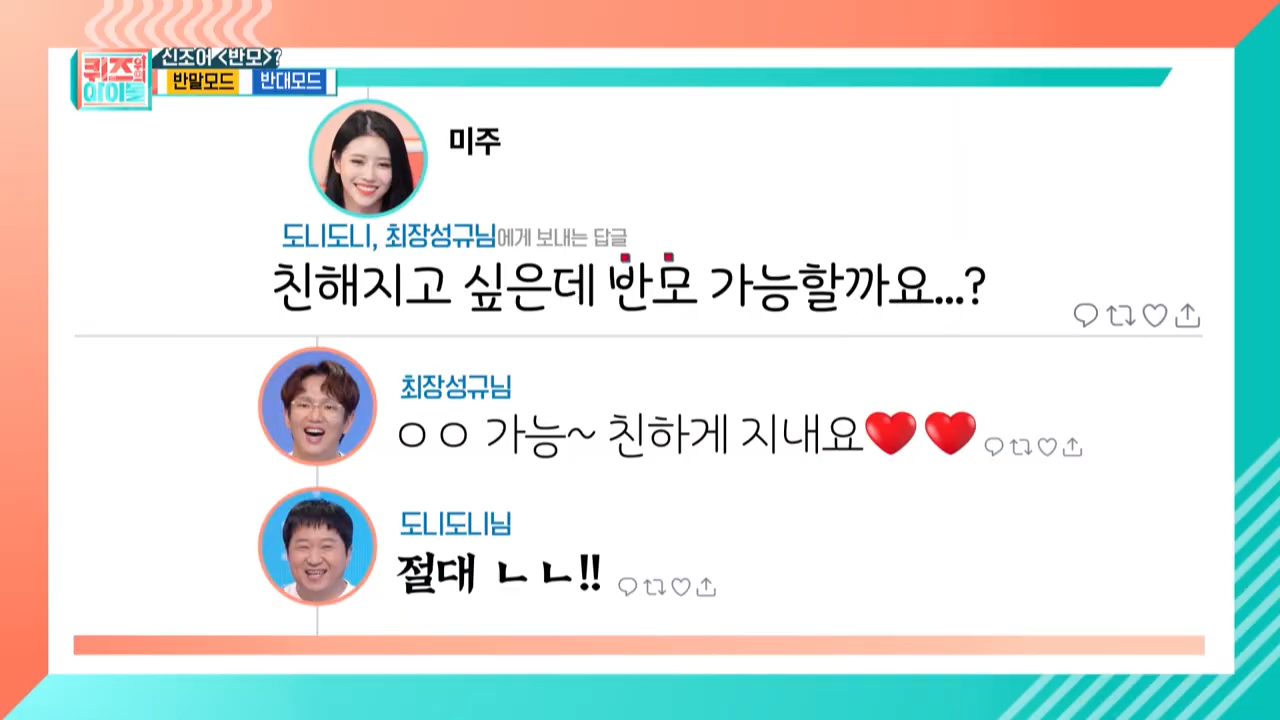 신조어 <반모>?
퀴즈 위의
아이돌
반말모드 반대모드
미주
도니도니, 최장성규님에게 보내는 답글
친해지고 싶은데 반모 가능할까요...?
최장성규님
ㅇㅇ 가능~ 친하게 지내요
도니도니님
절대 ㄴㄴ!!